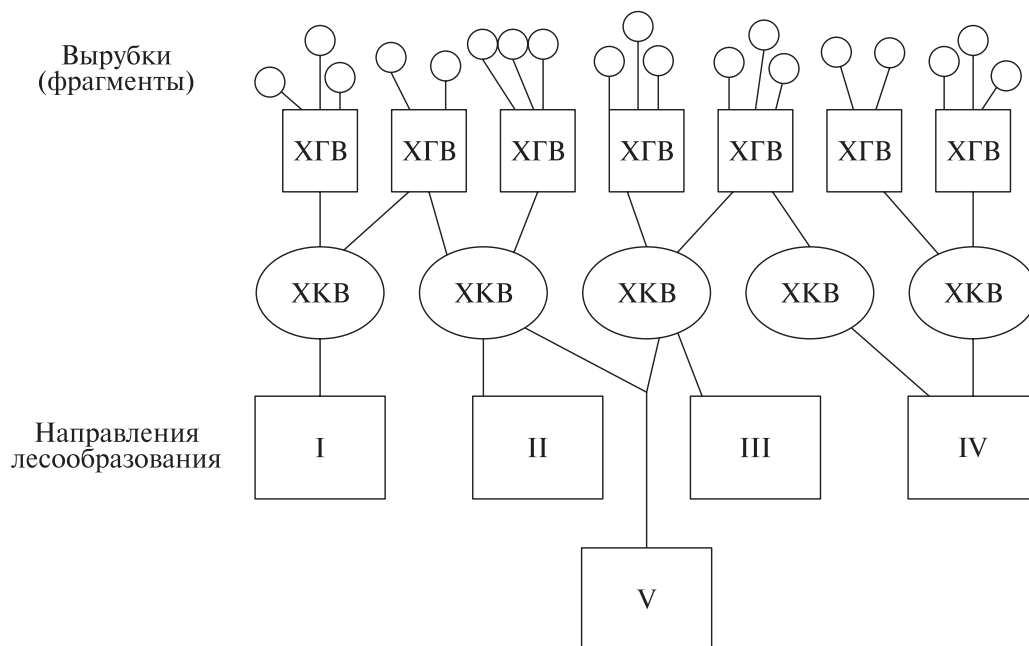 Вырубки
(фрагменты)
ХГВ ХГВ ХГВ ХГВ ХГВ ХГВ ХГВ
ХКВ ХКВ ХКВ ХКВ ХКВ
Направления
лесообразования
I II III IV
V